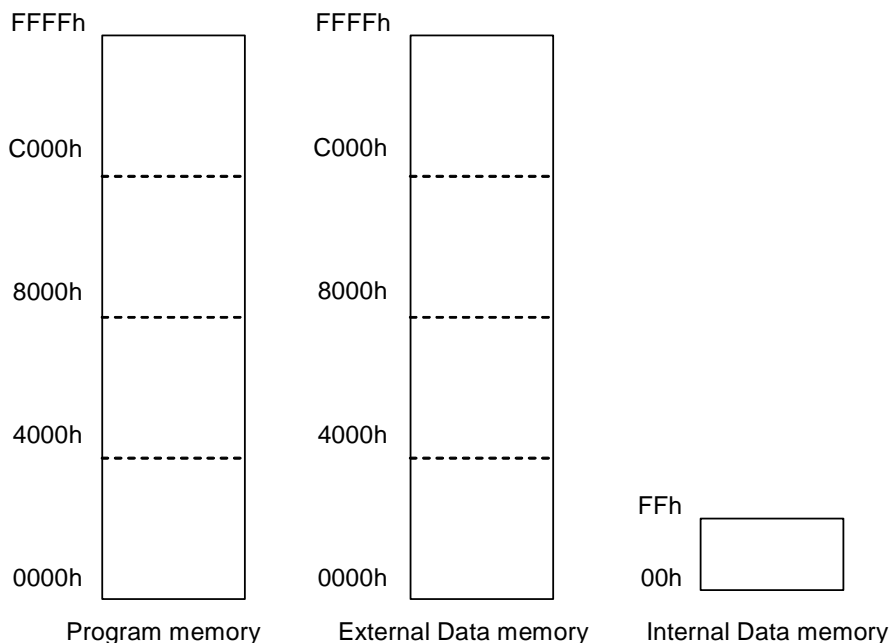 FFFFh
C000h
8000h
4000h
0000h
Program memory
FFFFh
C000h
8000h
4000h
0000h
External Data memory
FFh
00h
Internal Data memory